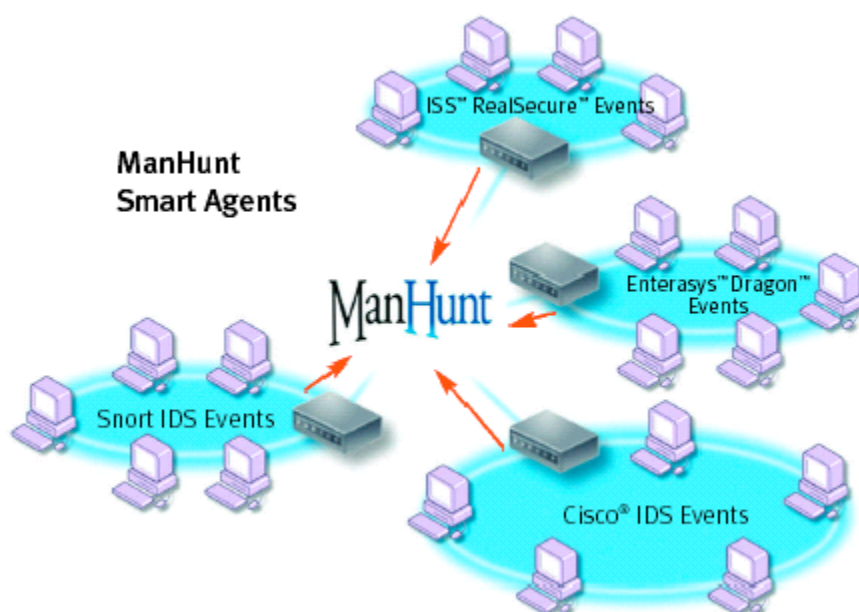 ISS™ RealSecure™ Events
ManHunt
Smart Agents
Enterasys™ Dragon™
Events
ManHunt
Snort IDS Events
Cisco® IDS Events